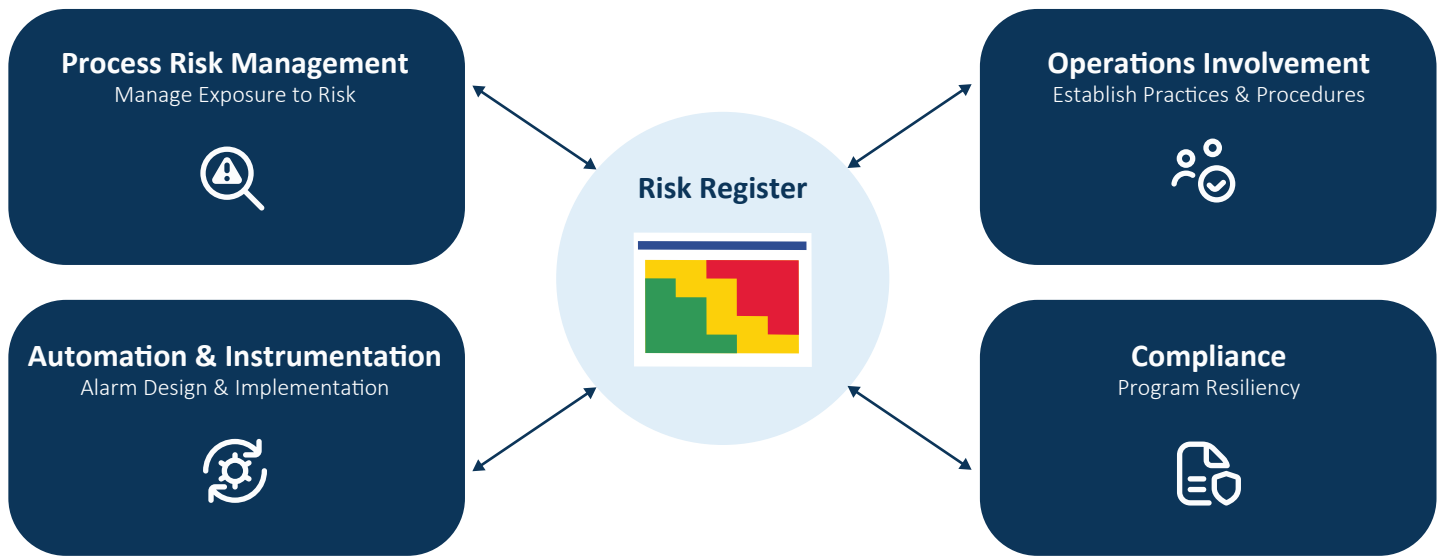 Process Risk Management
Manage Exposure to Risk
Operations Involvement
Establish Practices & Procedures
Risk Register
Automation & Instrumentation
Alarm Design & Implementation
Compliance
Program Resiliency